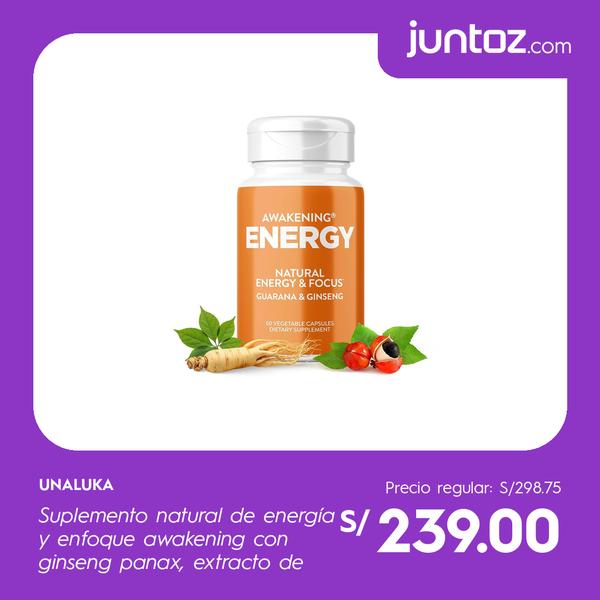 juntoz.com
AWAKENING®
ENERGY
NATURAL
ENERGY & FOCUS
GUARANA & GINSENG
60 VEGETABLE CAPSULES
DIETARY SUPPLEMENT
UNALUKA
Suplemento natural de energía
y enfoque awakening con
ginseng panax, extracto de
Precio regular: S/298.75
S/ 239.00